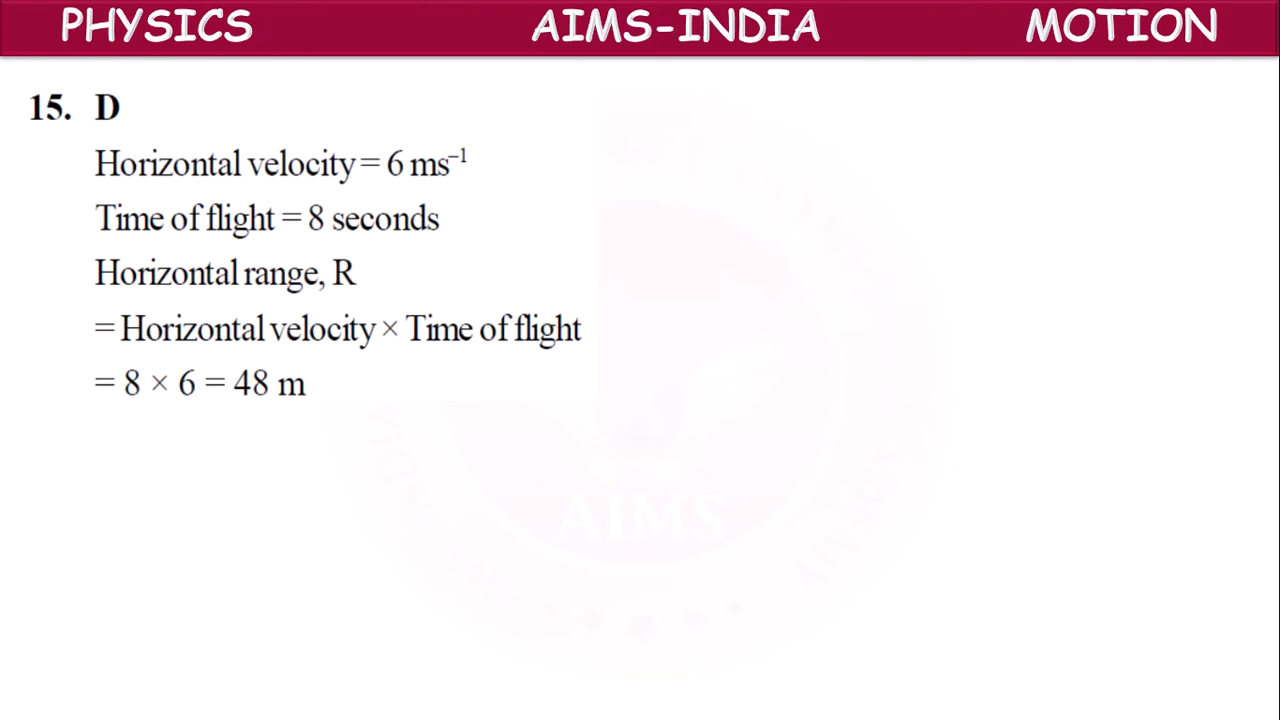 PHYSICS AIMS-INDIA MOTION
15. D
Horizontal velocity = 6 ms⁻¹
Time of flight = 8 seconds
Horizontal range, R
= Horizontal velocity × Time of flight
= 8 × 6 = 48 m
AIMS